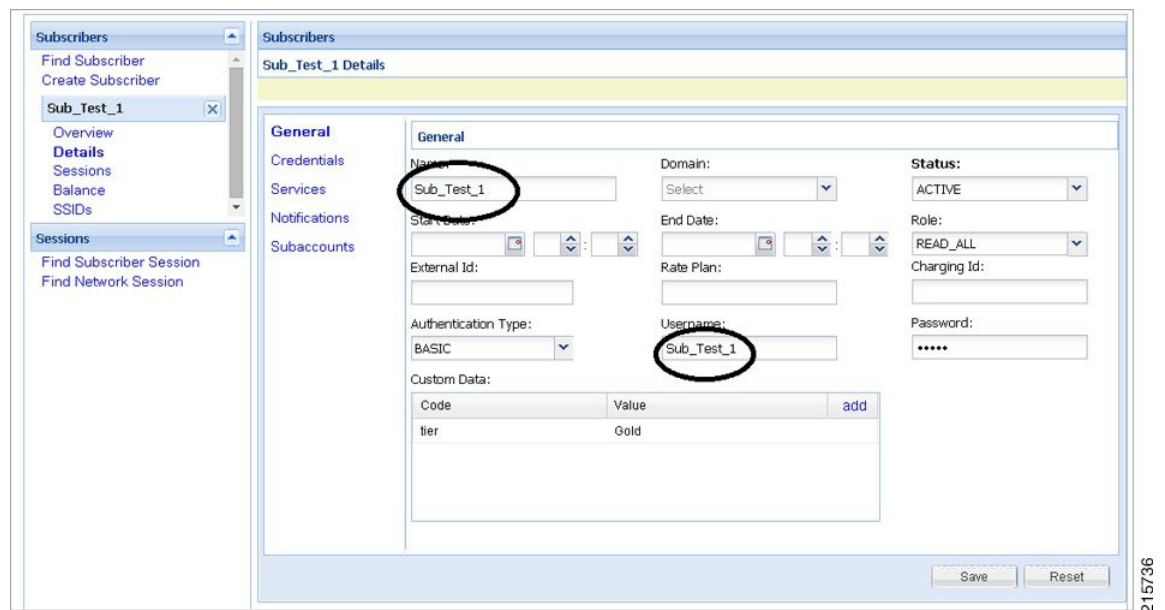 Subscribers
Find Subscriber
Create Subscriber
Sub_Test_1
Overview
Details
Sessions
Balance
SSIDs
Sessions
Find Subscriber Session
Find Network Session
Subscribers
Sub_Test_1 Details
General
Credentials
Services
Notifications
Subaccounts
General
Name: Domain: Status:
Sub_Test_1 Select ACTIVE
Start Date: End Date: Role:
: : READ_ALL
External Id: Rate Plan: Charging Id:
Authentication Type: Username: Password:
BASIC Sub_Test_1 •••••
Custom Data:
Code Value add
tier Gold
Save Reset
215736